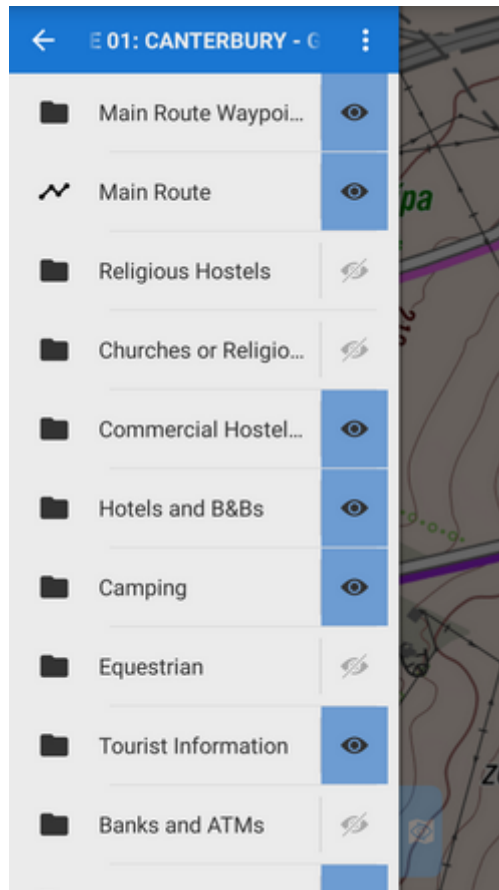 E 01: CANTERBURY - G
Main Route Waypoi...
Main Route
Religious Hostels
Churches or Religio...
Commercial Hostel...
Hotels and B&Bs
Camping
Equestrian
Tourist Information
Banks and ATMs
pa